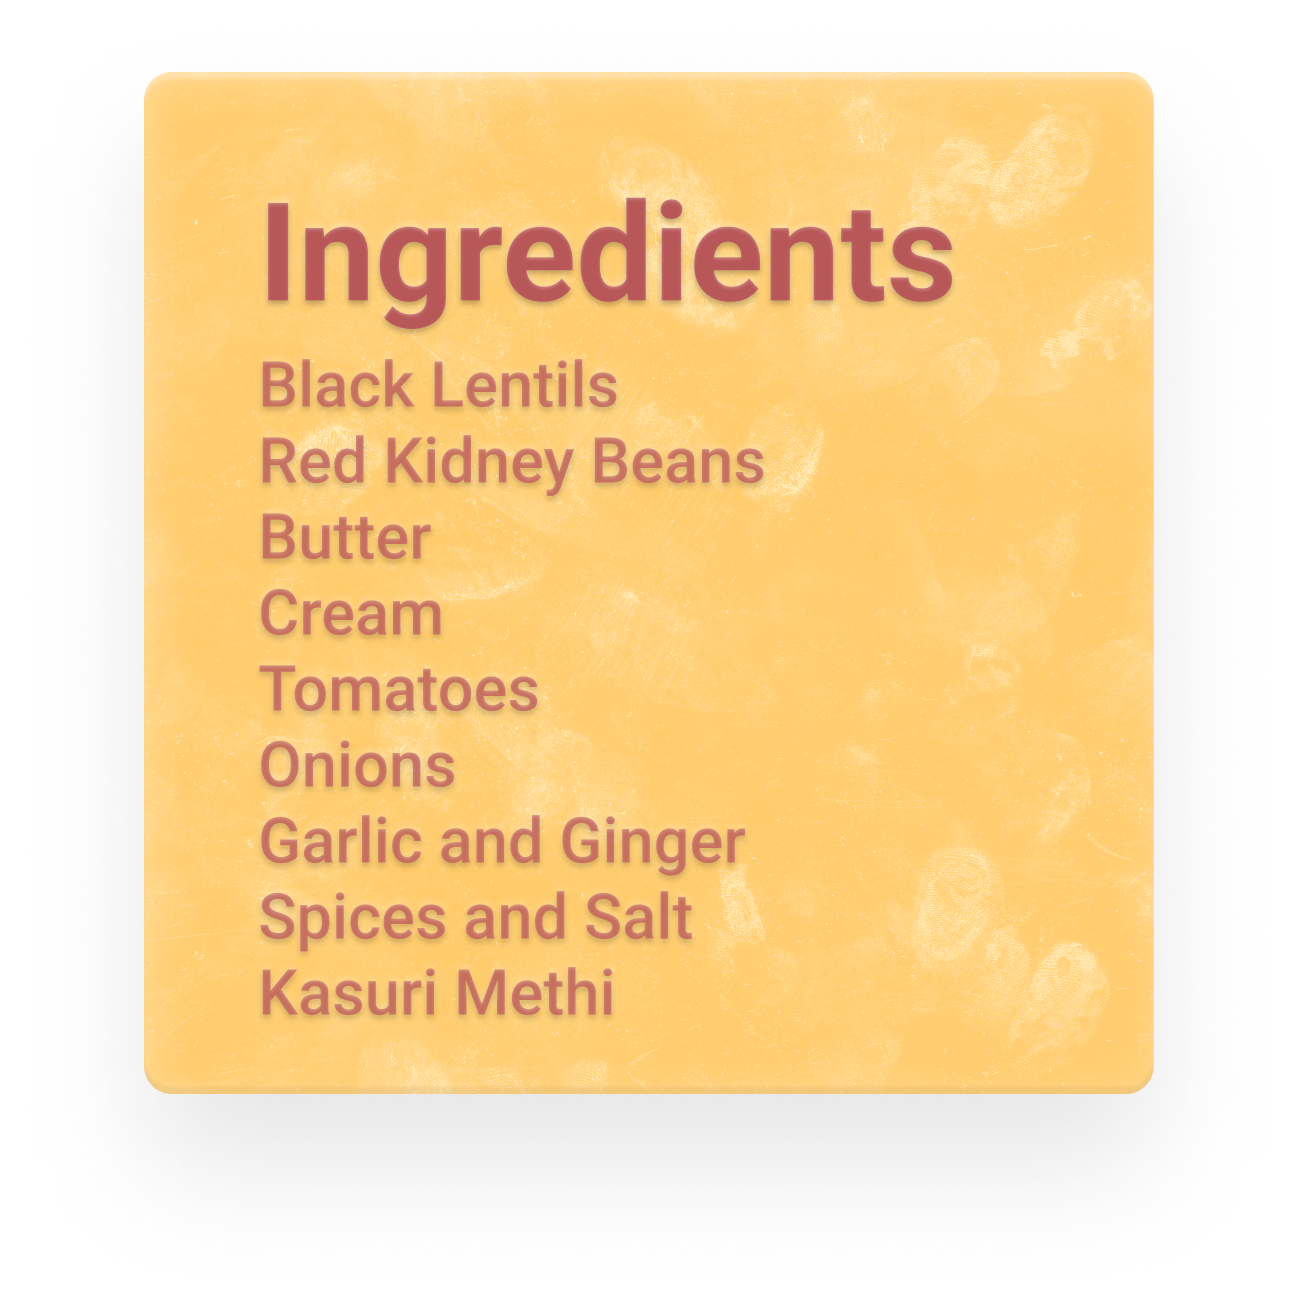 Ingredients
Black Lentils
Red Kidney Beans
Butter
Cream
Tomatoes
Onions
Garlic and Ginger
Spices and Salt
Kasuri Methi